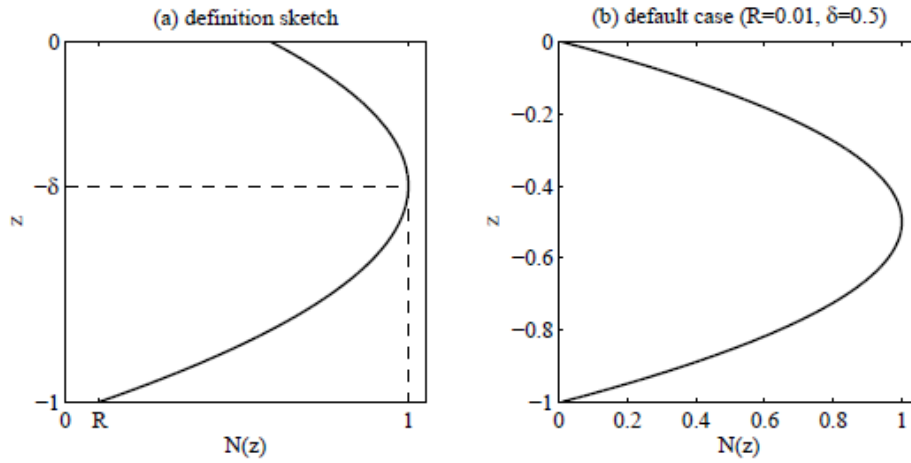 (a) definition sketch
0
−δ
z
−1
0 R 1
N(z)
(b) default case (R=0.01, δ=0.5)
0
−0.2
−0.4
z
−0.6
−0.8
−1
0 0.2 0.4 0.6 0.8 1
N(z)